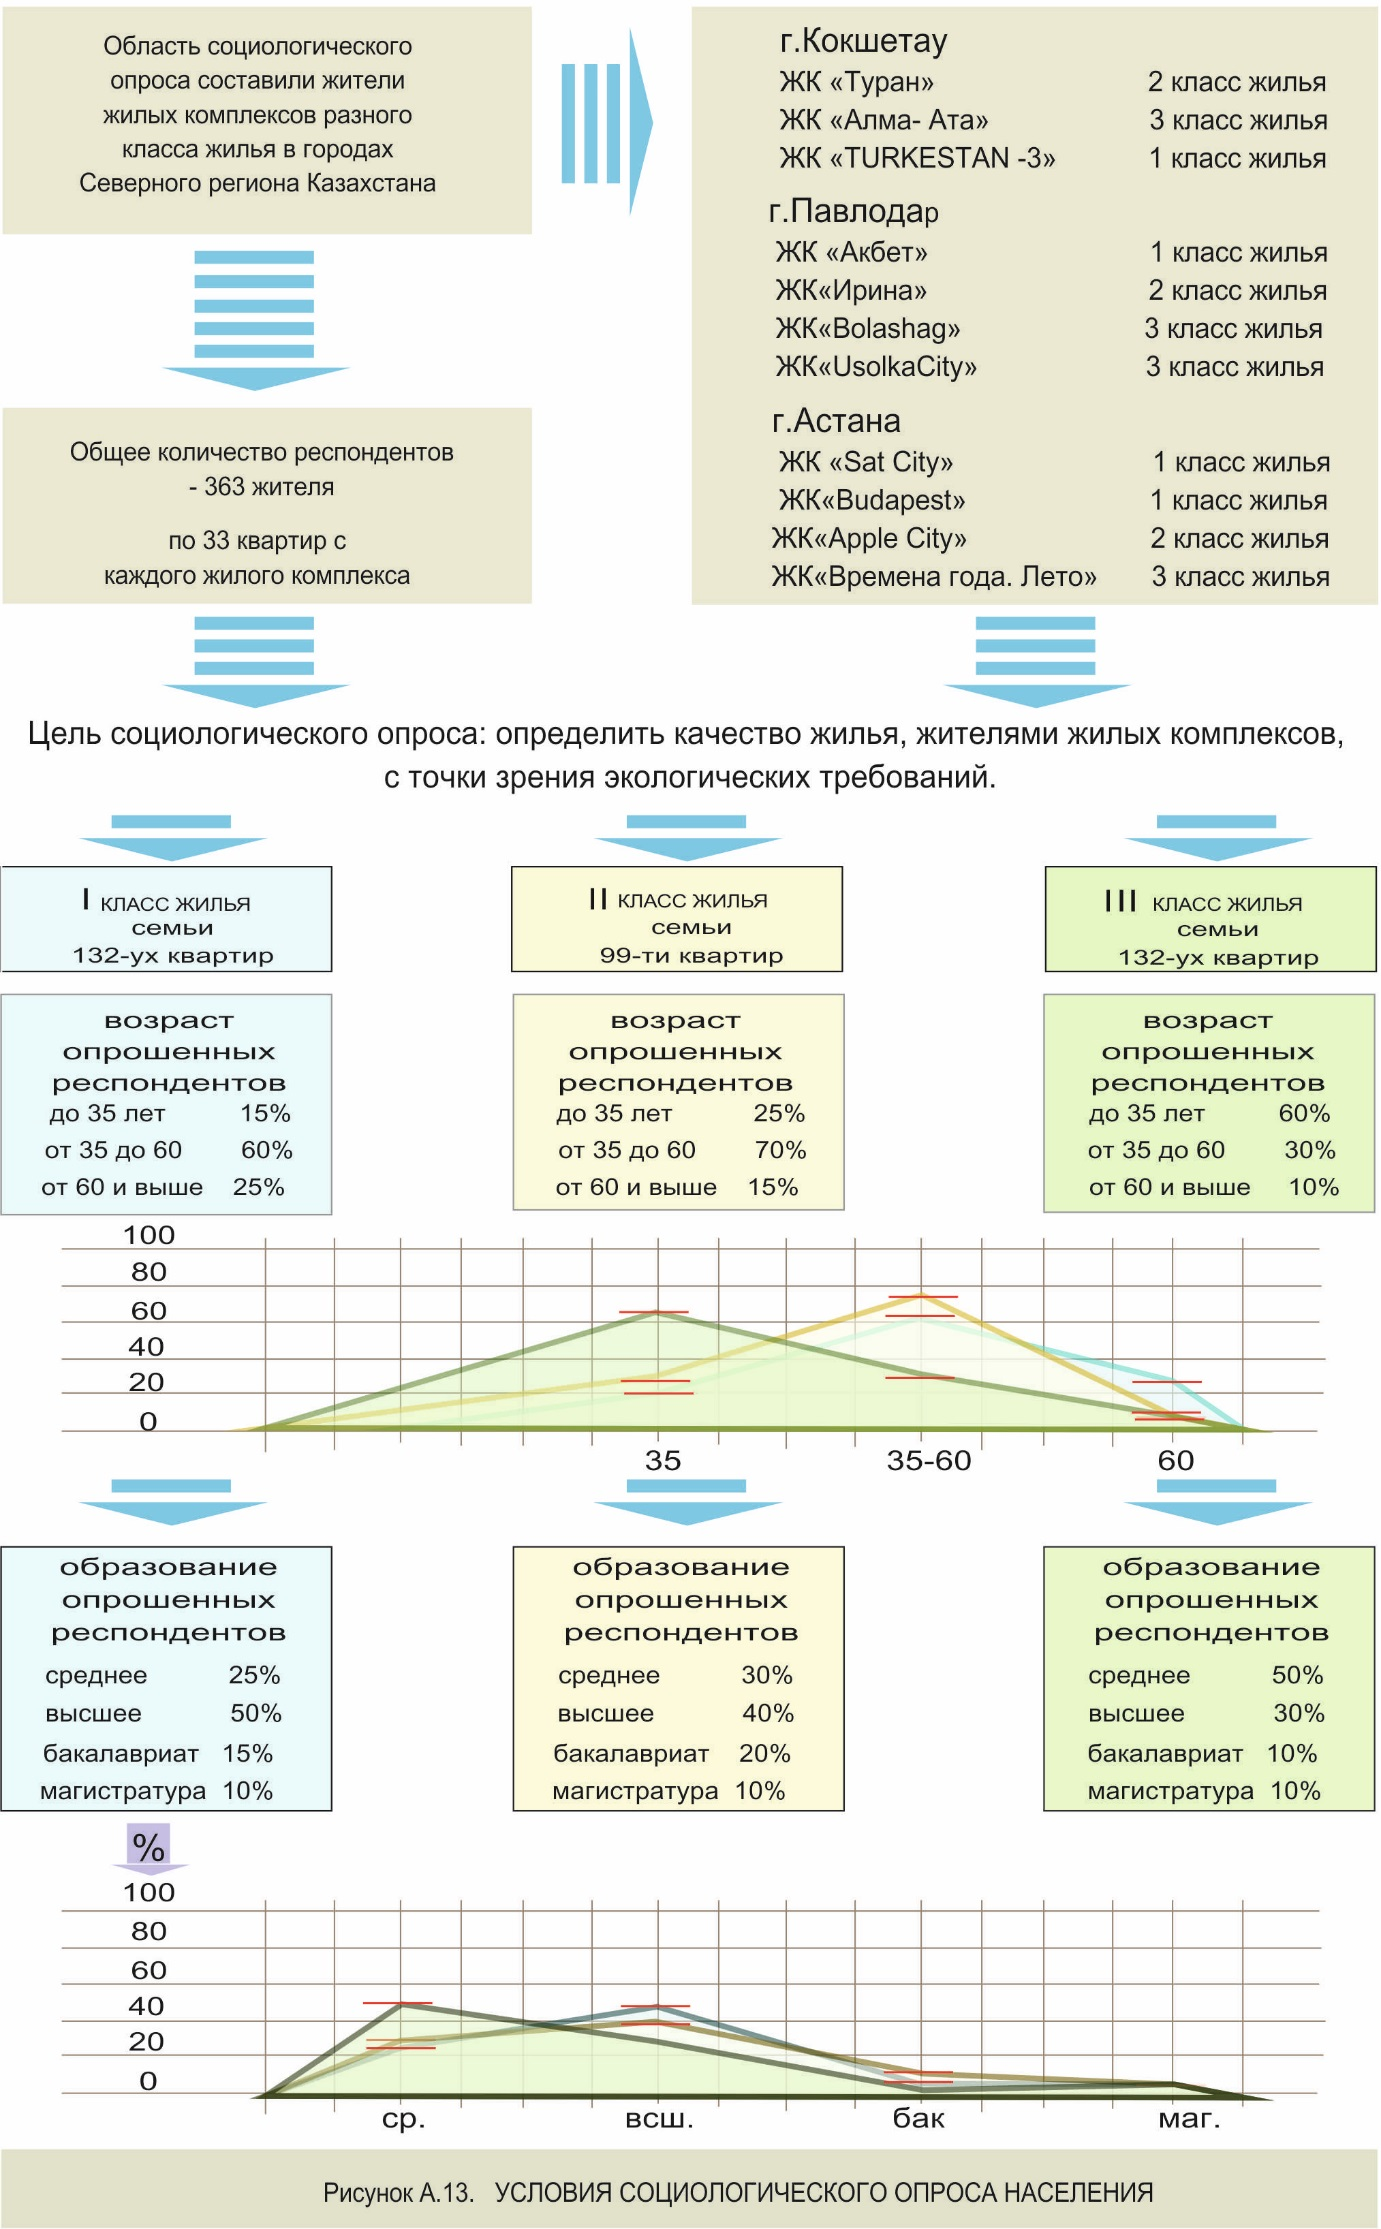 Область социологического
опроса составили жители
жилых комплексов разного
класса жилья в городах
Северного региона Казахстана
г.Кокшетау
ЖК «Туран» 2 класс жилья
ЖК «Алма- Ата» 3 класс жилья
ЖК «TURKESTAN -3» 1 класс жилья
г.Павлодар
ЖК «Акбет» 1 класс жилья
ЖК«Ирина» 2 класс жилья
ЖК«Bolashag» 3 класс жилья
ЖК«UsolkaCity» 3 класс жилья
г.Астана
ЖК «Sat City» 1 класс жилья
ЖК«Budapest» 1 класс жилья
ЖК«Apple City» 2 класс жилья
ЖК«Времена года. Лето» 3 класс жилья
Общее количество респондентов
- 363 жителя
по 33 квартир с
каждого жилого комплекса
Цель социологического опроса: определить качество жилья, жителями жилых комплексов,
с точки зрения экологических требований.
I класс жилья
семьи
132-ух квартир
II класс жилья
семьи
99-ти квартир
III класс жилья
семьи
132-ух квартир
возраст
опрошенных
респондентов
до 35 лет 15%
от 35 до 60 60%
от 60 и выше 25%
возраст
опрошенных
респондентов
до 35 лет 25%
от 35 до 60 70%
от 60 и выше 15%
возраст
опрошенных
респондентов
до 35 лет 60%
от 35 до 60 30%
от 60 и выше 10%
100
80
60
40
20
0
35 35-60 60
образование
опрошенных
респондентов
среднее 25%
высшее 50%
бакалавриат 15%
магистратура 10%
образование
опрошенных
респондентов
среднее 30%
высшее 40%
бакалавриат 20%
магистратура 10%
образование
опрошенных
респондентов
среднее 50%
высшее 30%
бакалавриат 10%
магистратура 10%
%
100
80
60
40
20
0
ср. всш. бак маг.
Рисунок А.13. УСЛОВИЯ СОЦИОЛОГИЧЕСКОГО ОПРОСА НАСЕЛЕНИЯ